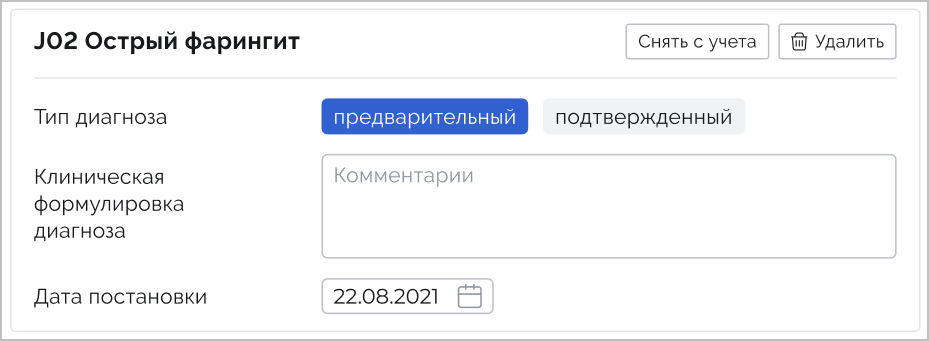 J02 Острый фарингит
Снять с учета
Удалить
Тип диагноза
предварительный
подтвержденный
Клиническая
формулировка
диагноза
Комментарии
Дата постановки
22.08.2021